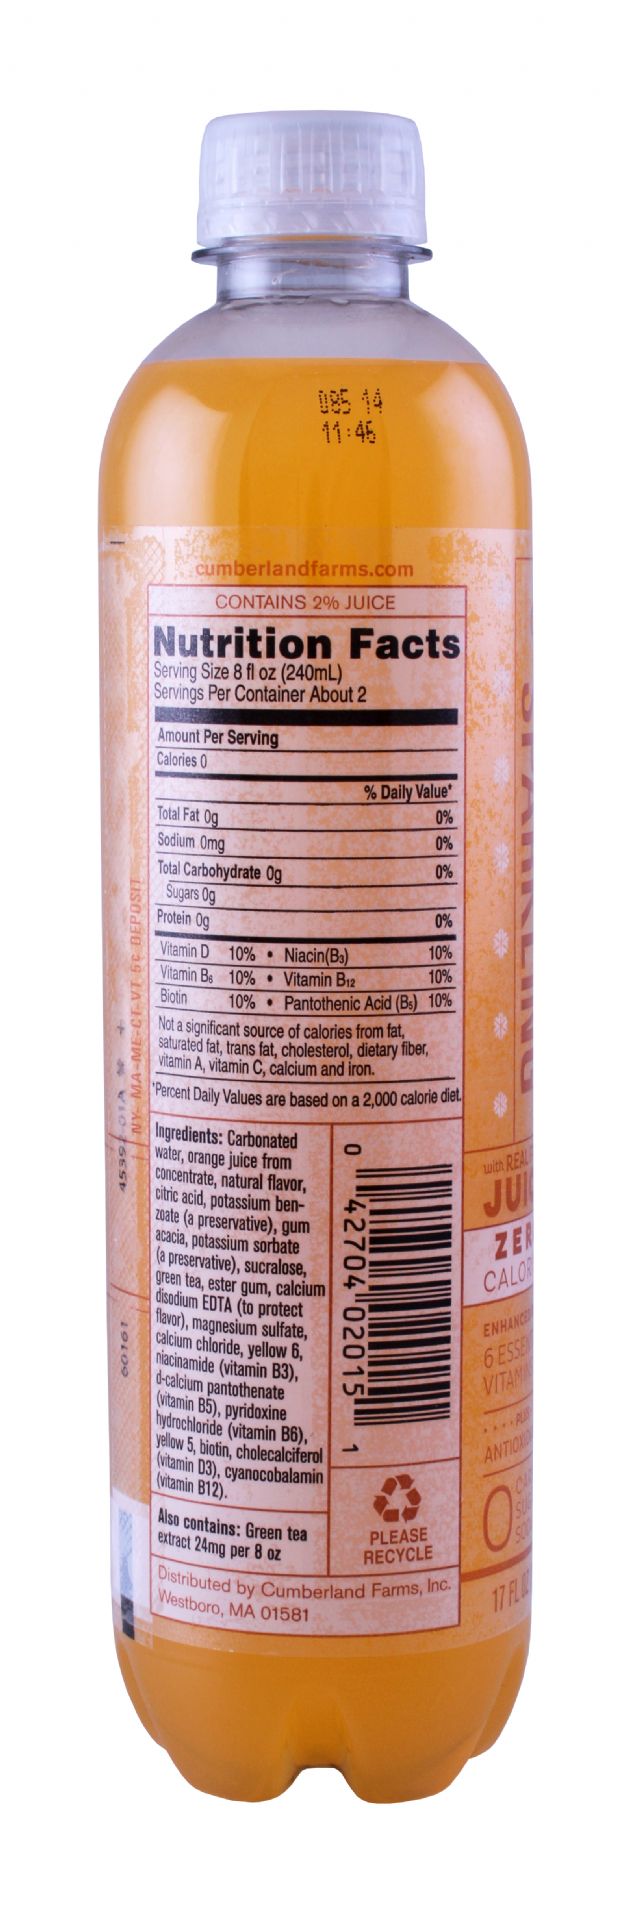 085 14
11:46
cumberlandfarms.com
CONTAINS 2% JUICE
Nutrition Facts
Serving Size 8 fl oz (240mL)
Servings Per Container About 2
Amount Per Serving
Calories 0
% Daily Value*
Total Fat 0g 0%
Sodium 0mg 0%
Total Carbohydrate 0g 0%
Sugars 0g
Protein 0g 0%
Vitamin D 10% • Niacin(B3) 10%
Vitamin B6 10% • Vitamin B12 10%
Biotin 10% • Pantothenic Acid (B5) 10%
Not a significant source of calories from fat,
saturated fat, trans fat, cholesterol, dietary fiber,
vitamin A, vitamin C, calcium and iron.
*Percent Daily Values are based on a 2,000 calorie diet.
Ingredients: Carbonated
water, orange juice from
concentrate, natural flavor,
citric acid, potassium ben-
zoate (a preservative), gum
acacia, potassium sorbate
(a preservative), sucralose,
green tea, ester gum, calcium
disodium EDTA (to protect
flavor), magnesium sulfate,
calcium chloride, yellow 6,
niacinamide (vitamin B3),
d-calcium pantothenate
(vitamin B5), pyridoxine
hydrochloride (vitamin B6),
yellow 5, biotin, cholecalciferol
(vitamin D3), cyanocobalamin
(vitamin B12).
Also contains: Green tea
extract 24mg per 8 oz
0 42704 02015 1
PLEASE
RECYCLE
Distributed by Cumberland Farms, Inc.
Westboro, MA 01581
NY- MA-ME-CT-VT 5¢ DEPOSIT
60161
SPARKLING
with REAL
JUIC
ZER
CALOR
ENHANCED
6 ESSEN
VITAMIN
PLUS
ANTIOXID
0
17 FL OZ